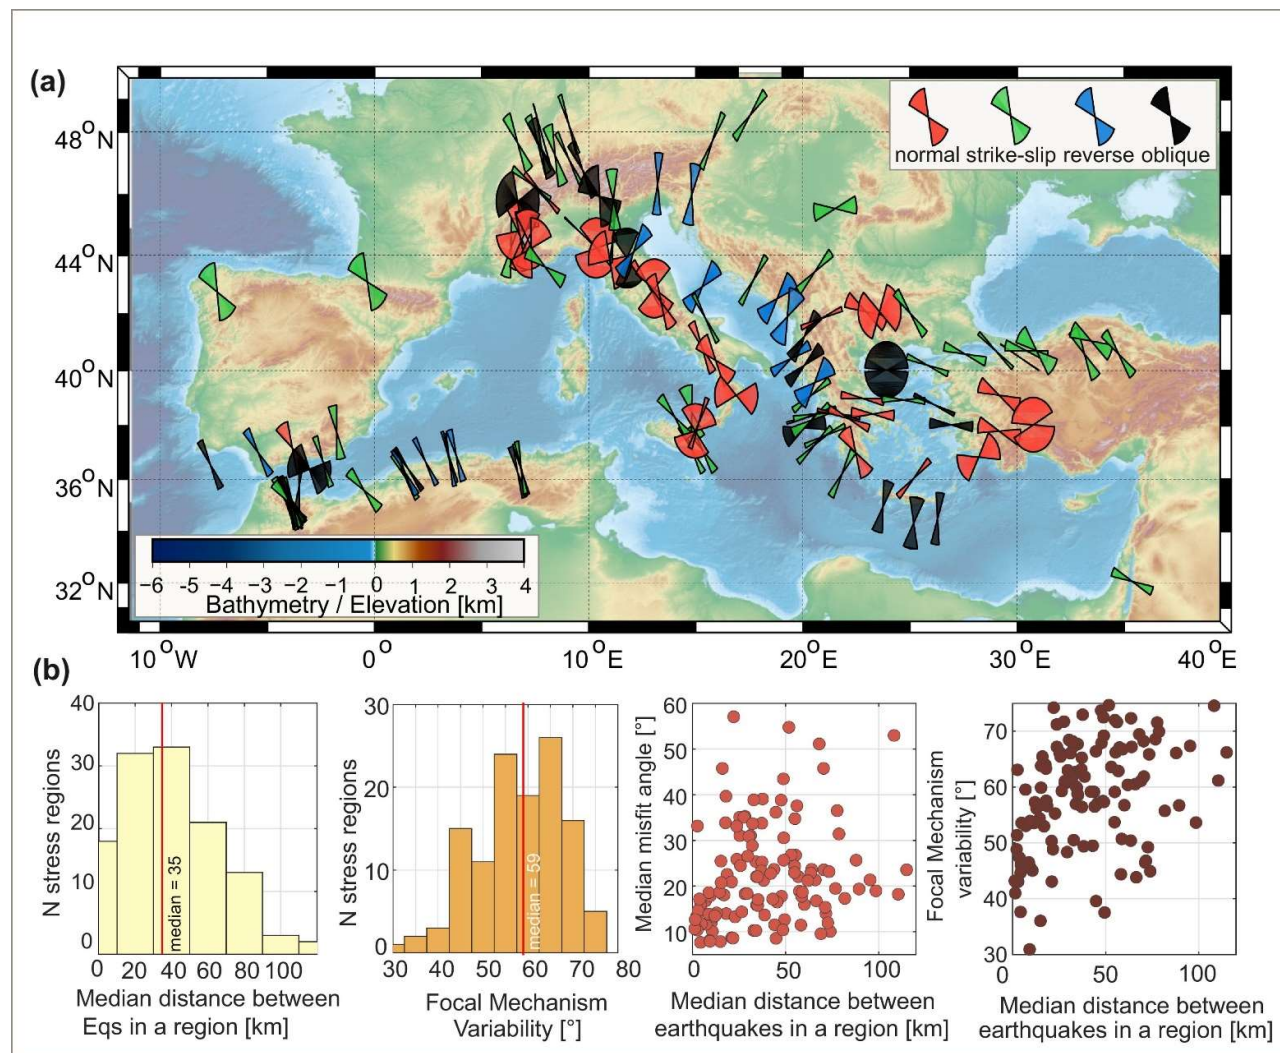 (a)
48°N
44°N
40°N
36°N
32°N
normal strike-slip reverse oblique
-6 -5 -4 -3 -2 -1 0 1 2 3 4
Bathymetry / Elevation [km]
10°W 0° 10°E 20°E 30°E 40°E
(b)
40
30
20
10
0
N stress regions
median = 35
0 20 40 60 80 100
Median distance between
Eqs in a region [km]
30
20
10
0
N stress regions
median = 59
30 40 50 60 70 80
Focal Mechanism
Variability [°]
60
50
40
30
20
10
Median misfit angle [°]
0 50 100
Median distance between
earthquakes in a region [km]
70
60
50
40
30
Focal Mechanism
variability [°]
0 50 100
Median distance between
earthquakes in a region [km]